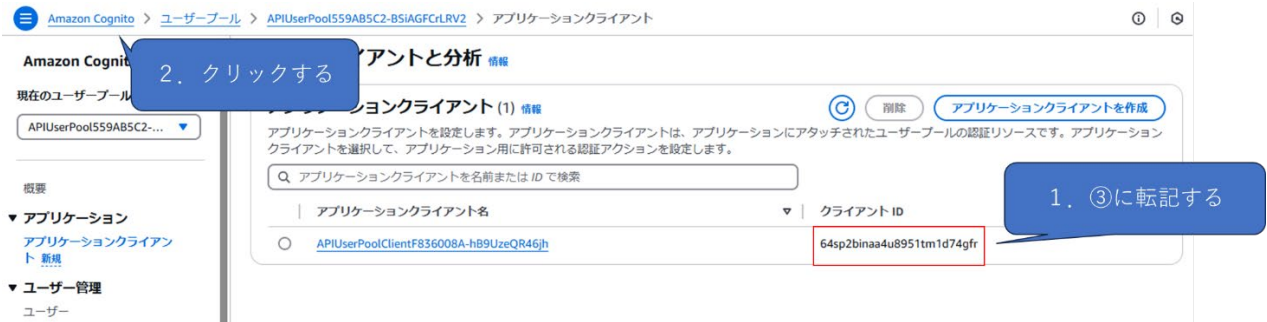 Amazon Cognito > ユーザープール > APIUserPool559AB5C2-BSiAGFCrLRV2 > アプリケーションクライアント
Amazon Cognit
2. クリックする
イアントと分析 情報
現在のユーザープール
APIUserPool559AB5C2-...
ションクライアント (1) 情報
削除
アプリケーションクライアントを作成
アプリケーションクライアントを設定します。アプリケーションクライアントは、アプリケーションにアタッチされたユーザープールの認証リソースです。アプリケーション
クライアントを選択して、アプリケーション用に許可される認証アクションを設定します。
アプリケーションクライアントを名前または ID で検索
1. ③に転記する
概要
アプリケーション
アプリケーションクライアン
ト 新規
ユーザー管理
ユーザー
アプリケーションクライアント名
クライアント ID
APIUserPoolClientF836008A-hB9UzeQR46jh
64sp2binaa4u8951tm1d74gfr